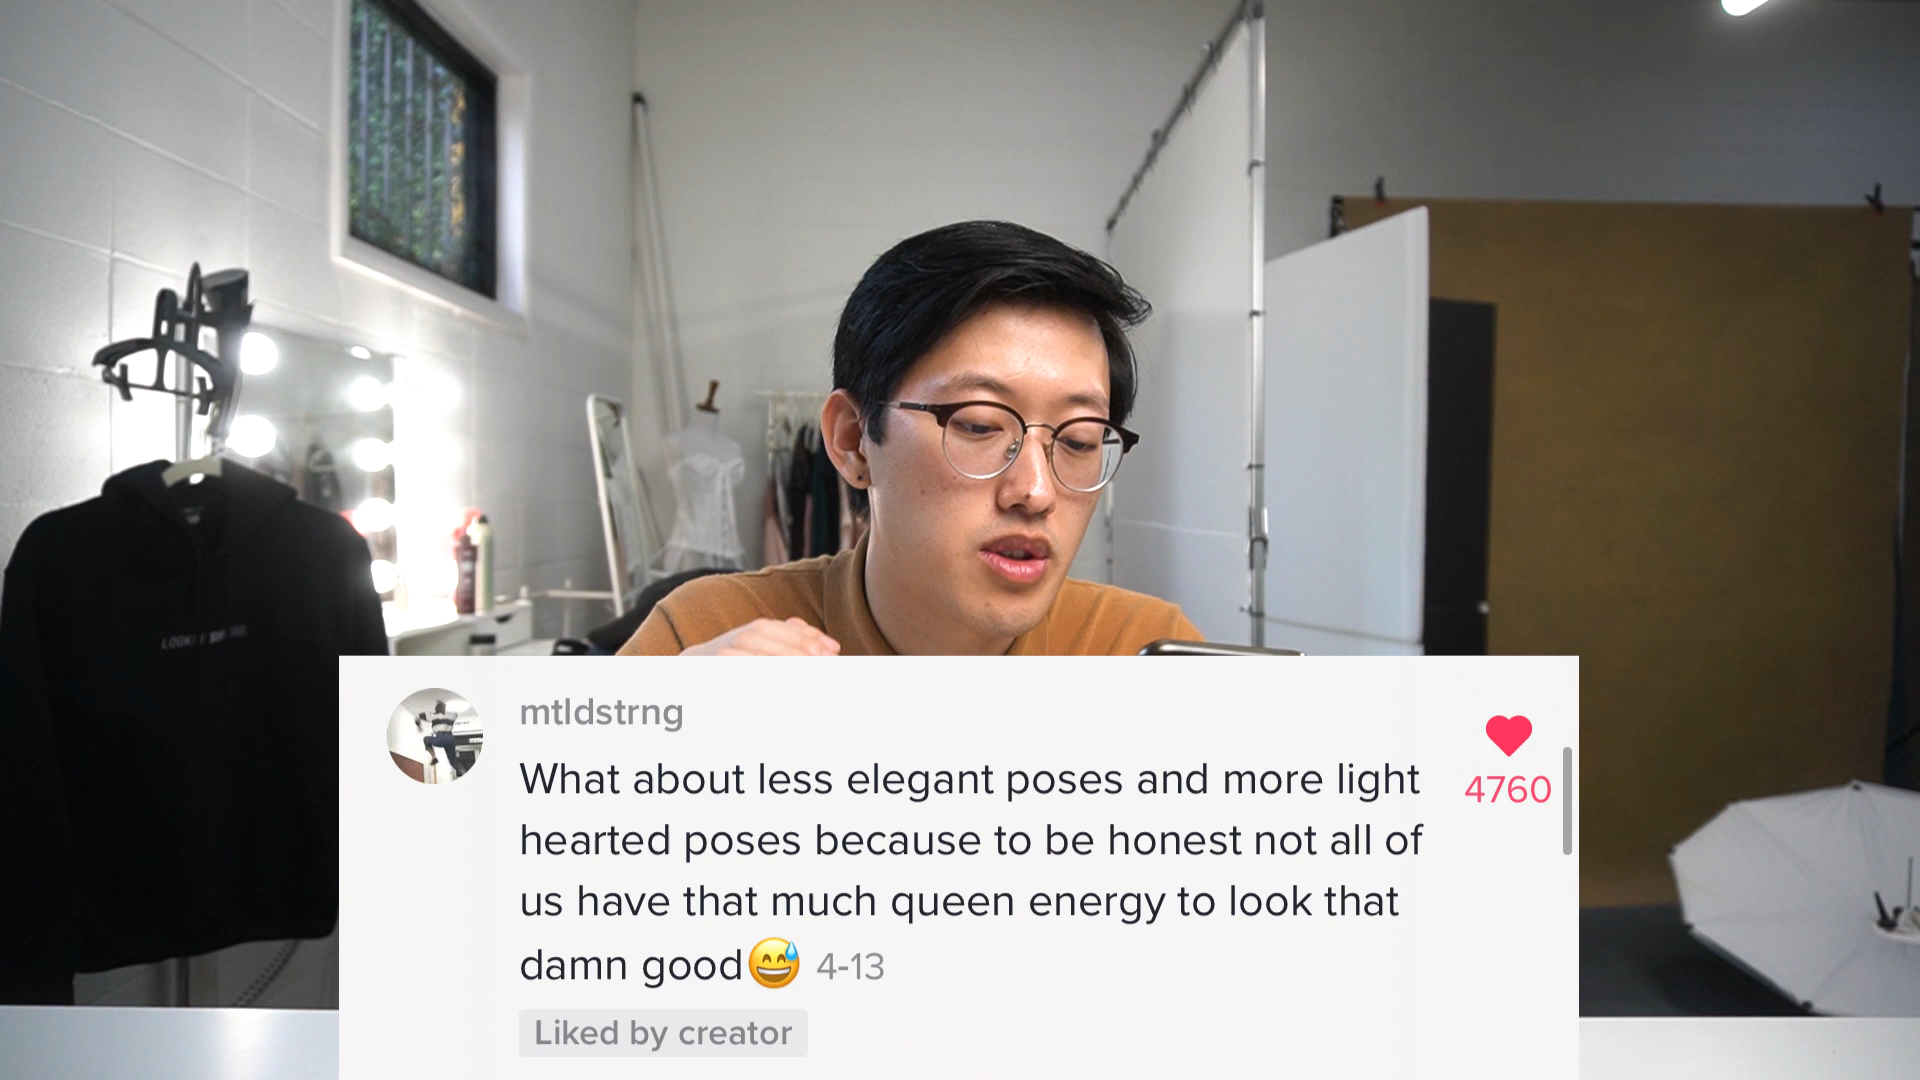 mtldstrng
What about less elegant poses and more light
hearted poses because to be honest not all of
us have that much queen energy to look that
damn good😅 4-13
4760
Liked by creator